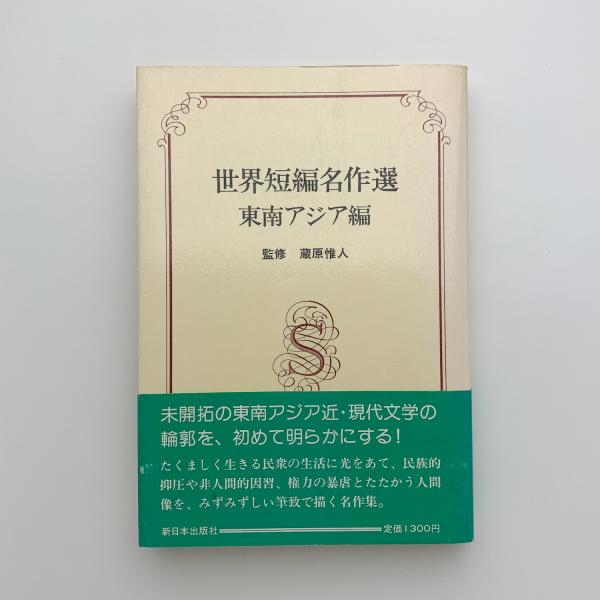 世界短編名作選
東南アジア編
監修 蔵原惟人
S
未開拓の東南アジア近・現代文学の
輪郭を、初めて明らかにする!
たくましく生きる民衆の生活に光をあて、民族的
抑圧や非人間的因習、権力の暴虐とたたかう人間
像を、みずみずしい筆致で描く名作集。
新日本出版社 定価1300円